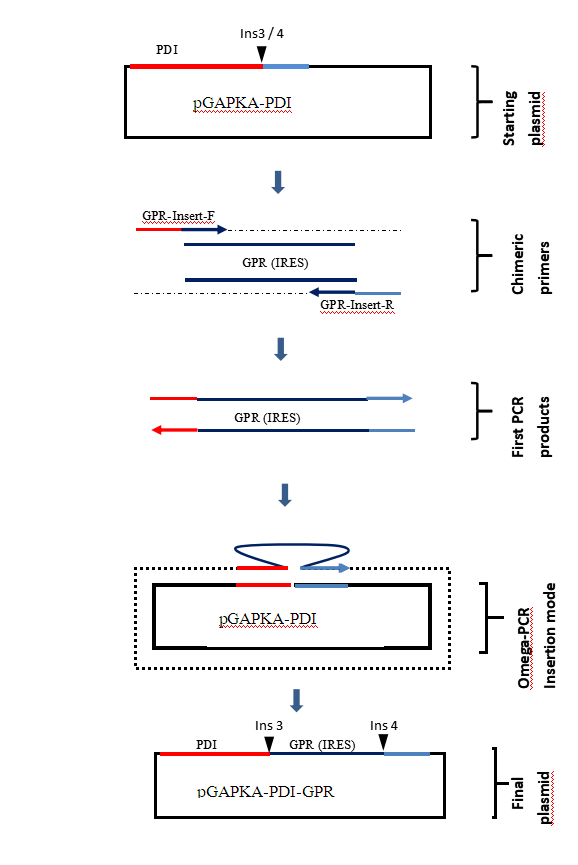 Ins3 / 4
PDI
pGAPKA-PDI
Starting
plasmid
GPR-Insert-F
GPR (IRES)
GPR-Insert-R
Chimeric
primers
GPR (IRES)
First PCR
products
pGAPKA-PDI
Omega-PCR
Insertion mode
Ins 3
Ins 4
PDI
GPR (IRES)
pGAPKA-PDI-GPR
Final
plasmid